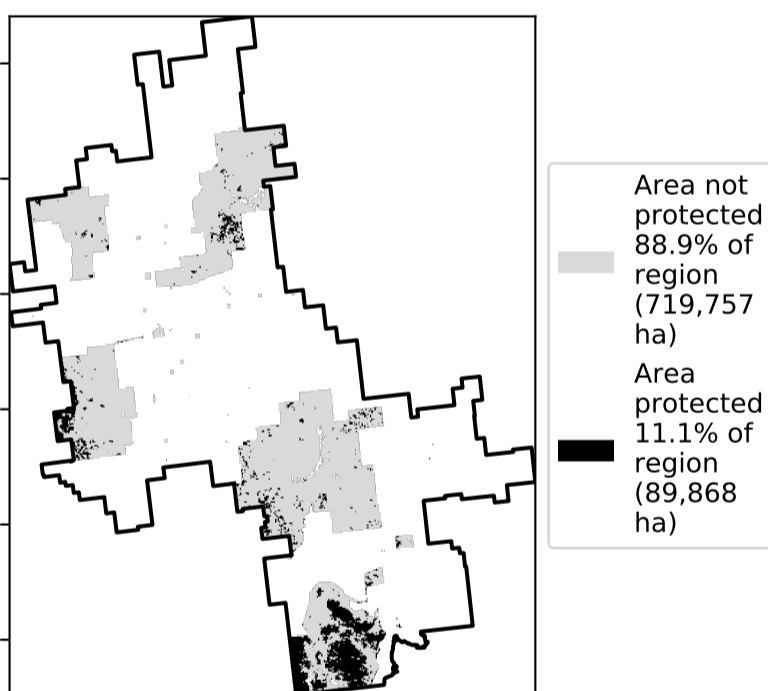 Area not
protected
88.9% of
region
(719,757
ha)
Area
protected
11.1% of
region
(89,868
ha)